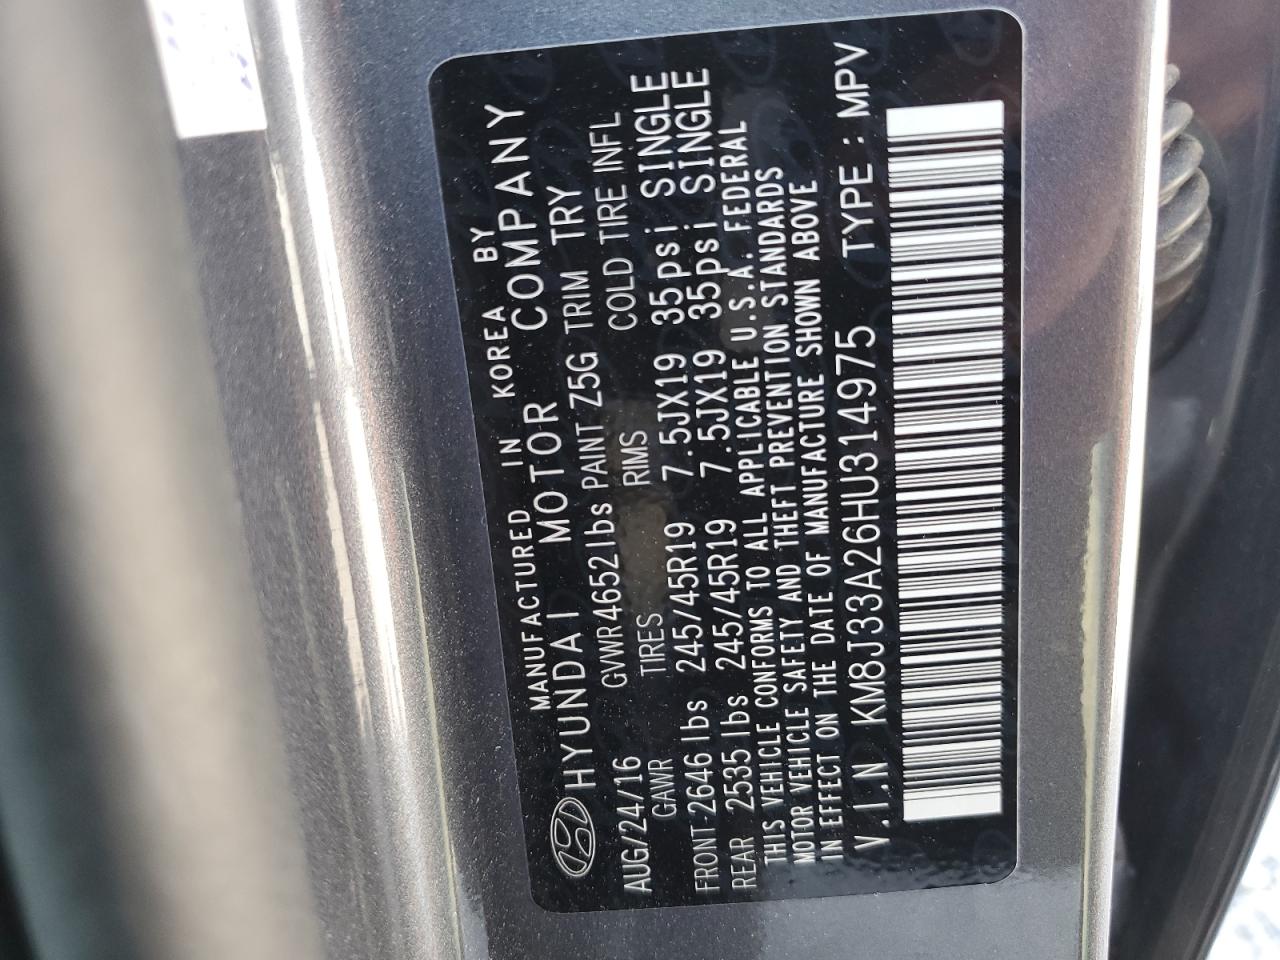 MANUFACTURED IN KOREA BY
HYUNDAI MOTOR COMPANY
AUG/24/16 GVWR 4652 lbs PAINT Z5G TRIM TRY
GAWR TIRES RIMS COLD TIRE INFL
FRONT 2646 lbs 245/45R19 7.5JX19 35psi SINGLE
REAR 2535 lbs 245/45R19 7.5JX19 35psi SINGLE
THIS VEHICLE CONFORMS TO ALL APPLICABLE U.S.A. FEDERAL
MOTOR VEHICLE SAFETY AND THEFT PREVENTION STANDARDS
IN EFFECT ON THE DATE OF MANUFACTURE SHOWN ABOVE
V.I.N KM8J33A26HU314975 TYPE : MPV